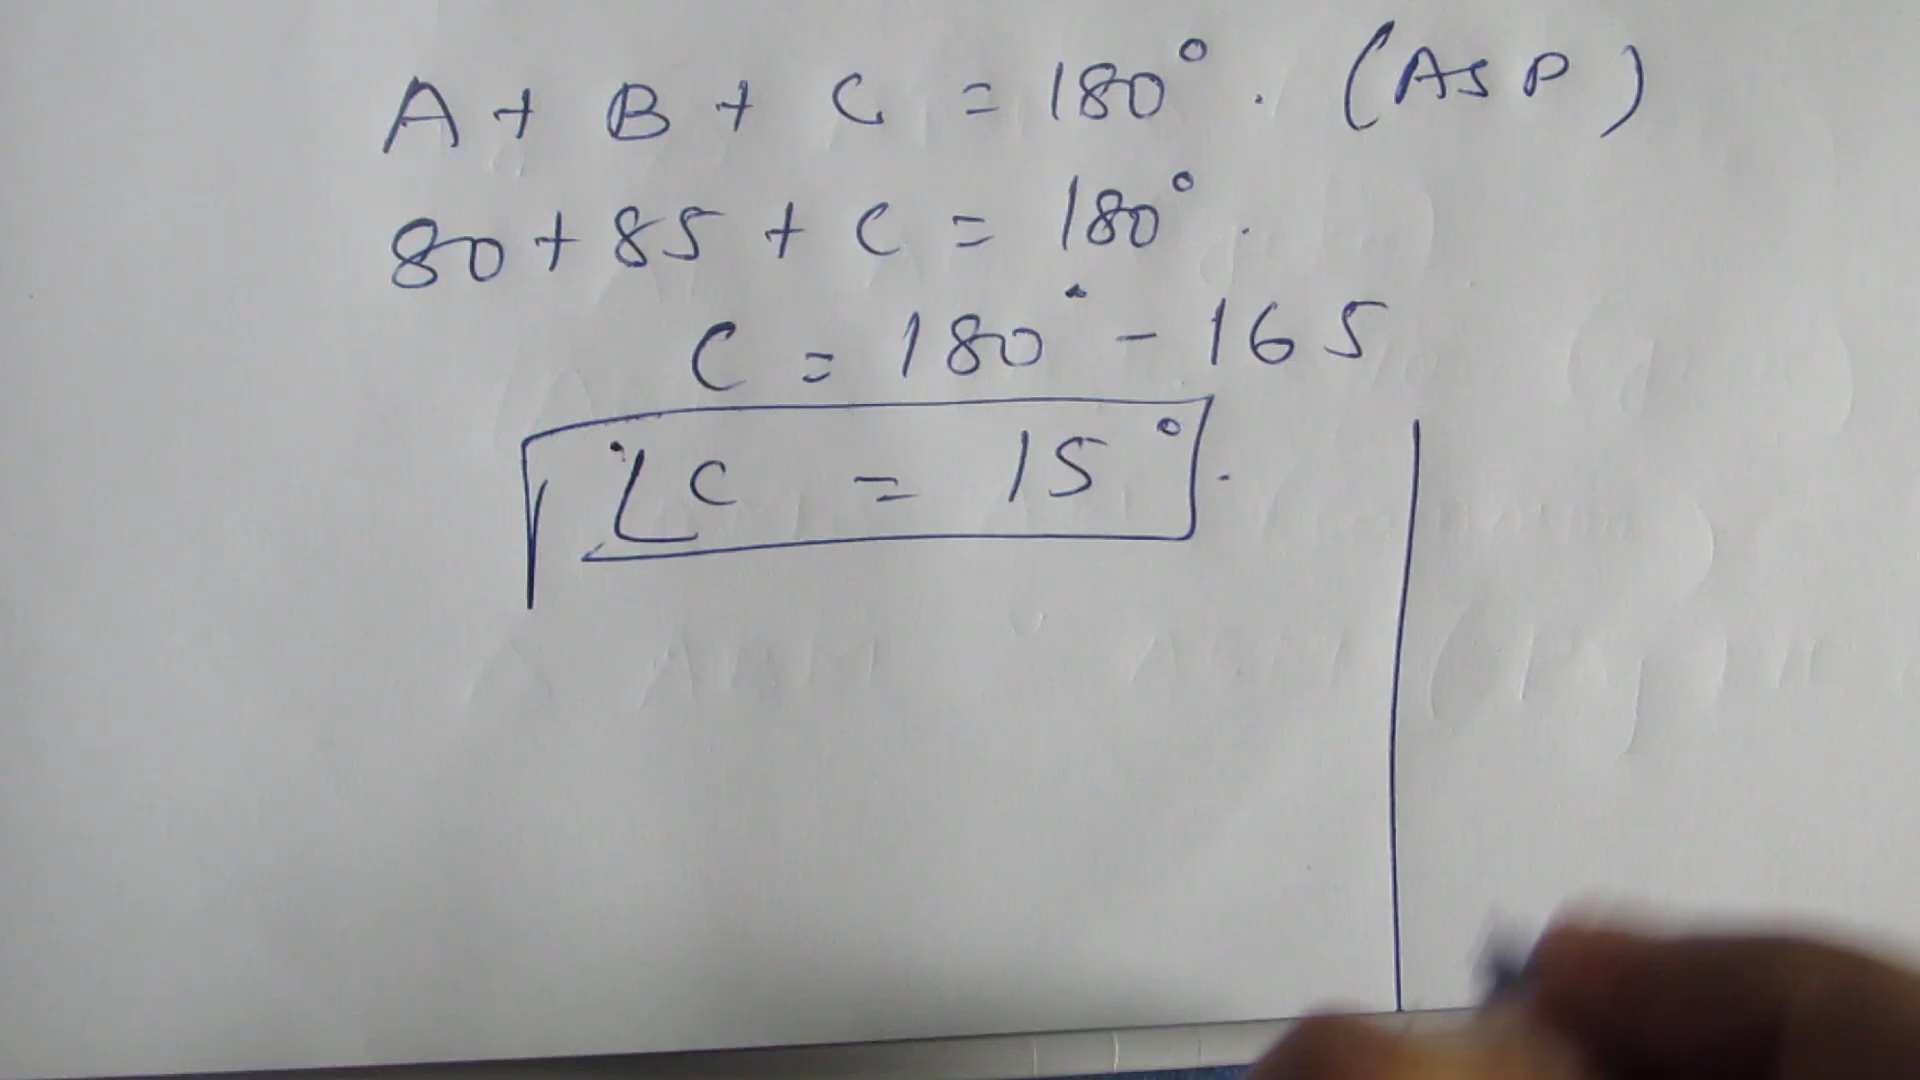 A + B + C = 180°. (ASP)
80 + 85 + C = 180°.
C = 180° - 165
∠C = 15°.